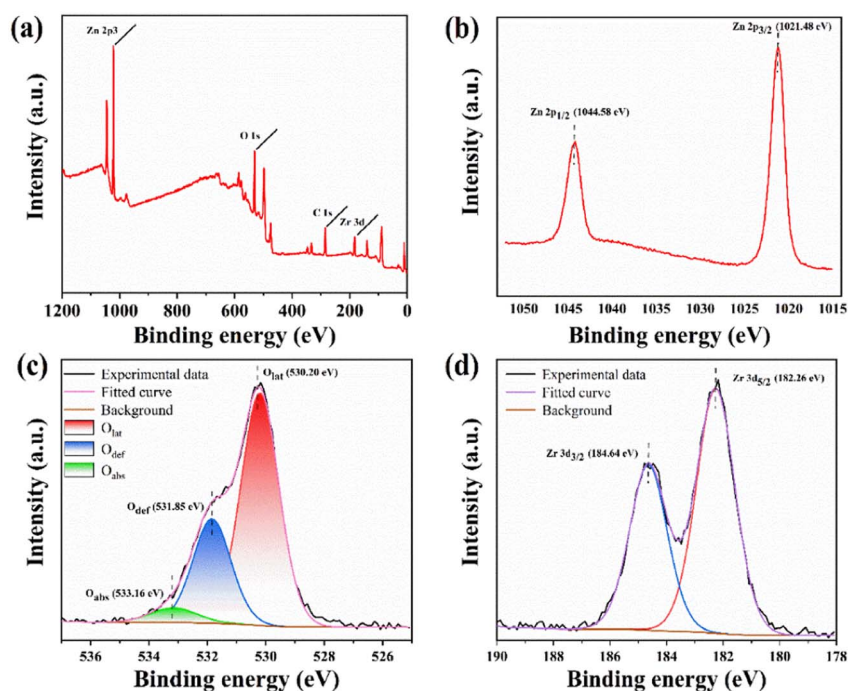 (a)
Zn 2p3
O 1s
C 1s
Zr 3d
Intensity (a.u.)
1200 1000 800 600 400 200 0
Binding energy (eV)
(b)
Zn 2p3/2 (1021.48 eV)
Zn 2p1/2 (1044.58 eV)
Intensity (a.u.)
1050 1045 1040 1035 1030 1025 1020 1015
Binding energy (eV)
(c)
Experimental data
Fitted curve
Background
Olat
Odef
Oabs
Olat (530.20 eV)
Odef (531.85 eV)
Oabs (533.16 eV)
Intensity (a.u.)
536 534 532 530 528 526
Binding energy (eV)
(d)
Experimental data
Fitted curve
Background
Zr 3d5/2 (182.26 eV)
Zr 3d3/2 (184.64 eV)
Intensity (a.u.)
190 188 186 184 182 180 178
Binding energy (eV)